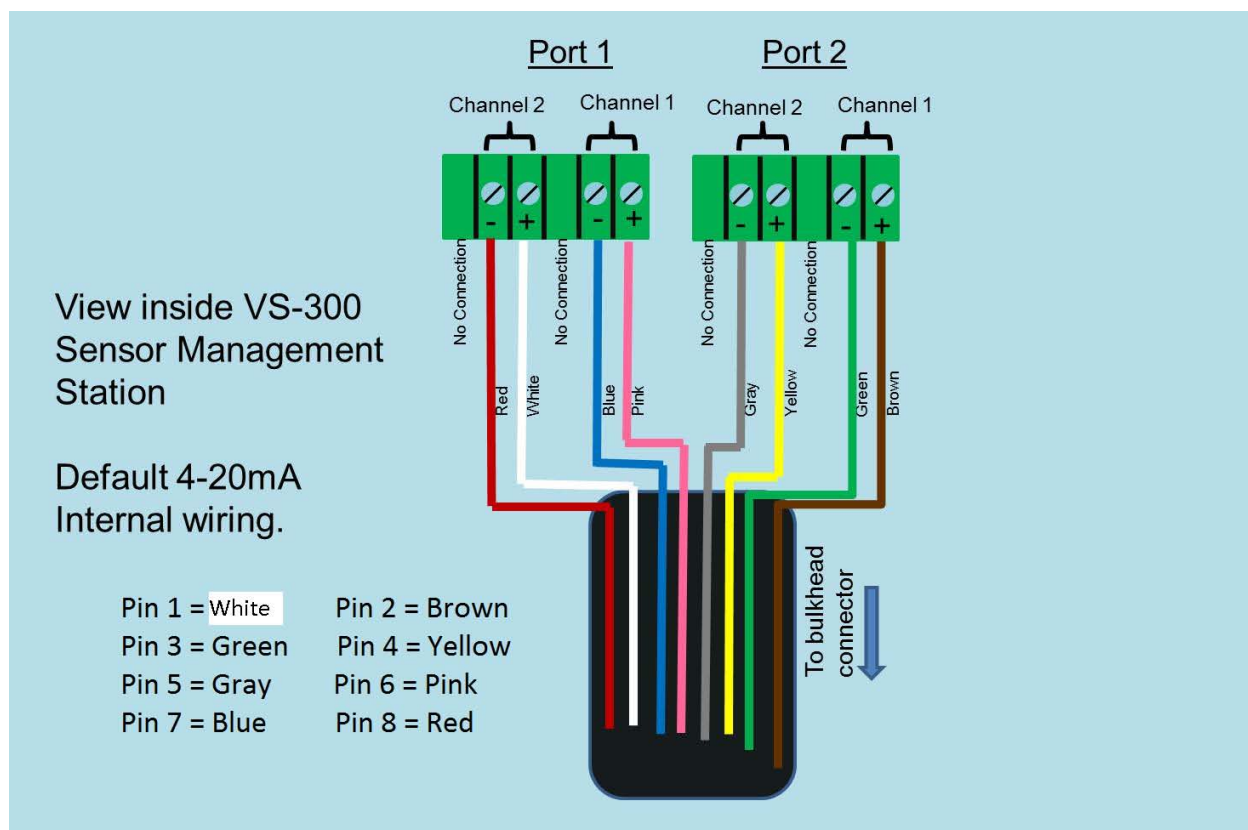 Port 1 Port 2
Channel 2 Channel 1 Channel 2 Channel 1
- + - + - + - +
No Connection No Connection No Connection No Connection
Red White Blue Pink Gray Yellow Green Brown
View inside VS-300
Sensor Management
Station
Default 4-20mA
Internal wiring.
Pin 1 = White Pin 2 = Brown
Pin 3 = Green Pin 4 = Yellow
Pin 5 = Gray Pin 6 = Pink
Pin 7 = Blue Pin 8 = Red
To bulkhead
connector